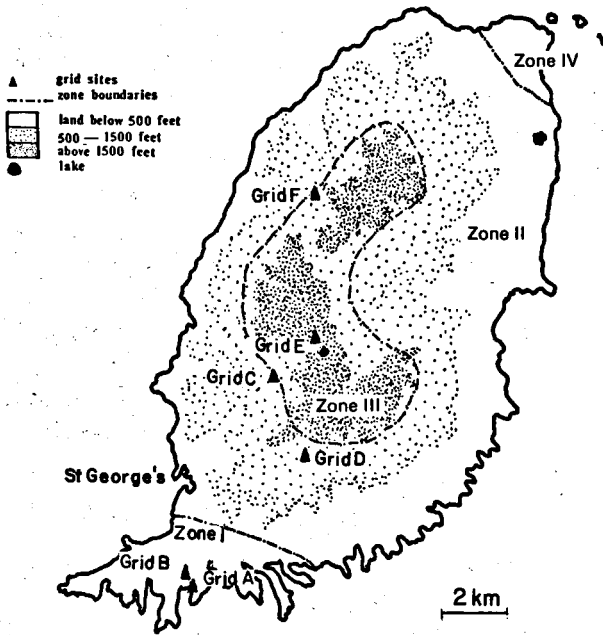 grid sites
zone boundaries
land below 500 feet
500 — 1500 feet
above 1500 feet
lake
Zone IV
Grid F
Zone II
Grid E
Grid C
Zone III
Grid D
St George's
Zone I
Grid B
Grid A
2 km